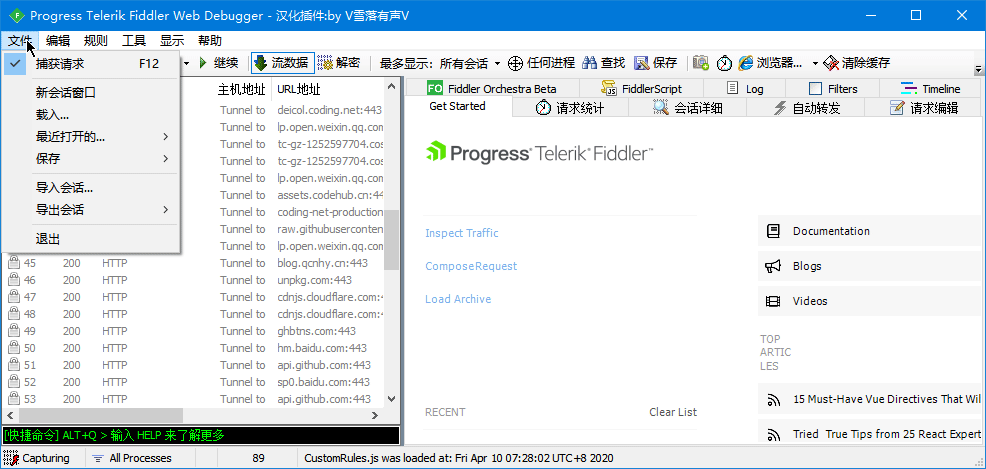 Progress Telerik Fiddler Web Debugger - 汉化插件:by V雪落有声V
文件 编辑 规则 工具 显示 帮助
捕获请求 F12
新会话窗口
载入...
最近打开的...
保存
导入会话...
导出会话
退出
继续 流数据 解密 最多显示: 所有会话 任何进程 查找 保存 浏览器... 清除缓存
主机地址 URL地址
Tunnel to deicol.coding.net:443
Tunnel to lp.open.weixin.qq.com
Tunnel to tc-gz-1252597704.cos
Tunnel to tc-gz-1252597704.cos
Tunnel to lp.open.weixin.qq.com
Tunnel to assets.codehub.cn:443
Tunnel to coding-net-production
Tunnel to raw.githubuserconten
Tunnel to lp.open.weixin.qq.com
45 200 HTTP Tunnel to blog.qcnhy.cn:443
46 200 HTTP Tunnel to unpkg.com:443
47 200 HTTP Tunnel to cdnjs.cloudflare.com:4
48 200 HTTP Tunnel to cdnjs.cloudflare.com:4
49 200 HTTP Tunnel to ghbtns.com:443
50 200 HTTP Tunnel to hm.baidu.com:443
51 200 HTTP Tunnel to api.github.com:443
52 200 HTTP Tunnel to sp0.baidu.com:443
53 200 HTTP Tunnel to api.github.com:443
[快捷命令] ALT+Q > 输入 HELP 来了解更多
FO Fiddler Orchestra Beta FiddlerScript Log Filters Timeline
Get Started 请求统计 会话详细 自动转发 请求编辑
Progress Telerik Fiddler
Inspect Traffic
Compose Request
Load Archive
RECENT Clear List
Documentation
Blogs
Videos
TOP
ARTIC
LES
15 Must-Have Vue Directives That Wil
Tried True Tips from 25 React Expert
Capturing All Processes 89 CustomRules.js was loaded at: Fri Apr 10 07:28:02 UTC+8 2020